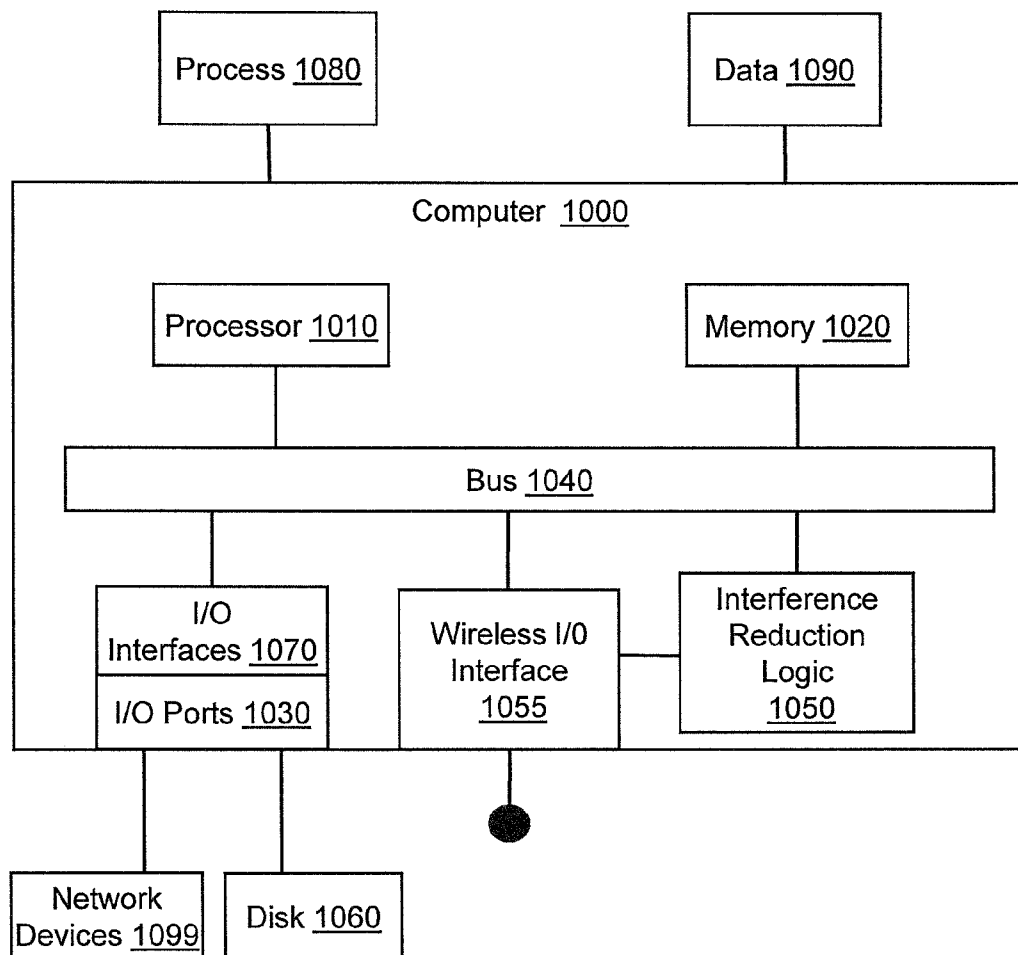 Process 1080
Data 1090
Computer 1000
Processor 1010
Memory 1020
Bus 1040
I/O
Interfaces 1070
I/O Ports 1030
Wireless I/0
Interface
1055
Interference
Reduction
Logic
1050
Network
Devices 1099
Disk 1060